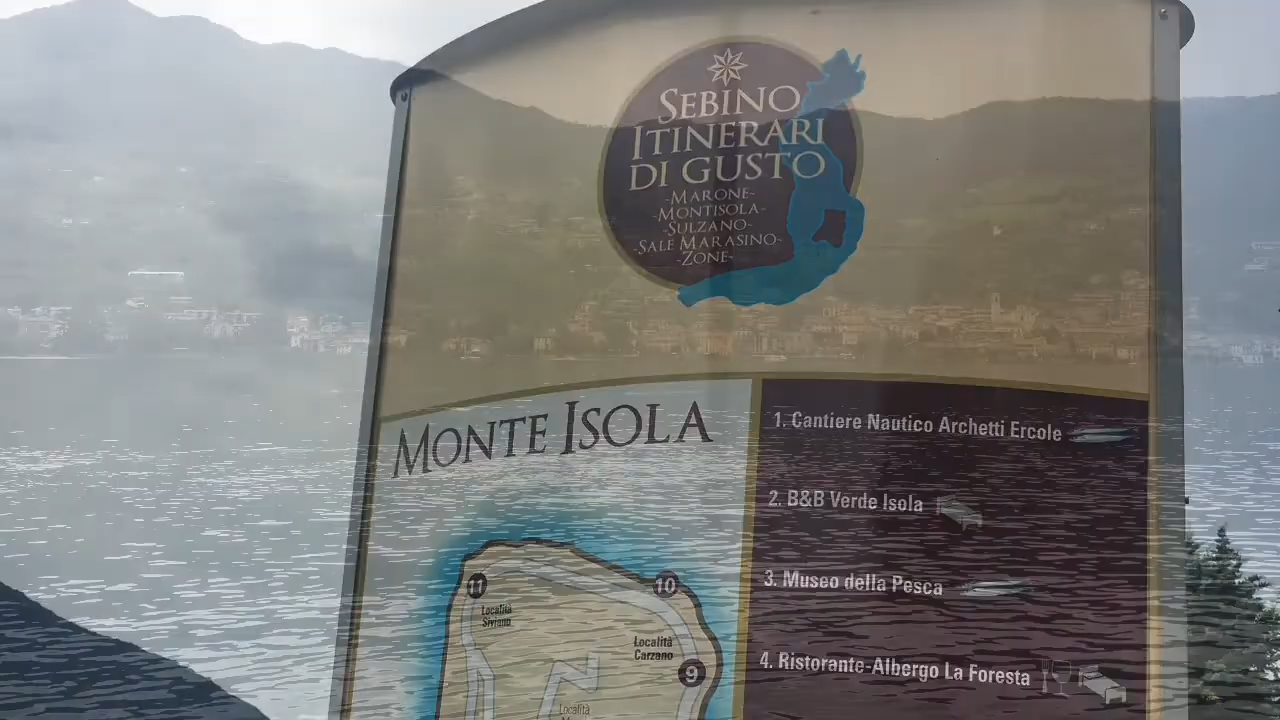 SEBINO
ITINERARI
DI GUSTO
-MARONE-
-MONTISOLA-
-SULZANO-
-SALE MARASINO-
-ZONE-
MONTE ISOLA
1. Cantiere Nautico Archetti Ercole
2. B&B Verde Isola
3. Museo della Pesca
4. Ristorante-Albergo La Foresta
11
Località
Siviano
10
Località
Carzano
9
Località